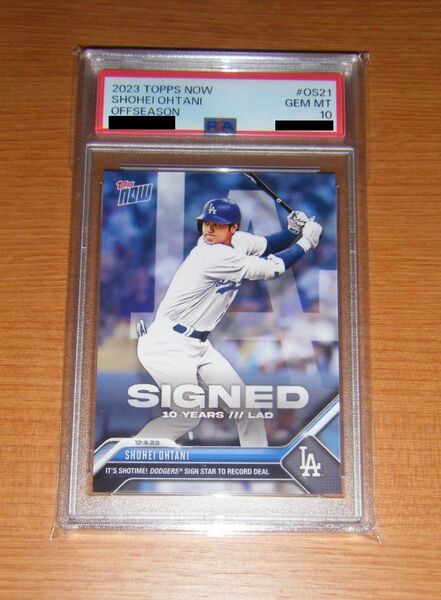 2023 TOPPS NOW #OS21
SHOHEI OHTANI GEM MT
OFFSEASON 10
PSA
Topps
NOW
LA
SIGNED
10 YEARS /// LAD
12.9.23
SHOHEI OHTANI
IT'S SHOTIME! DODGERS® SIGN STAR TO RECORD DEAL
LA